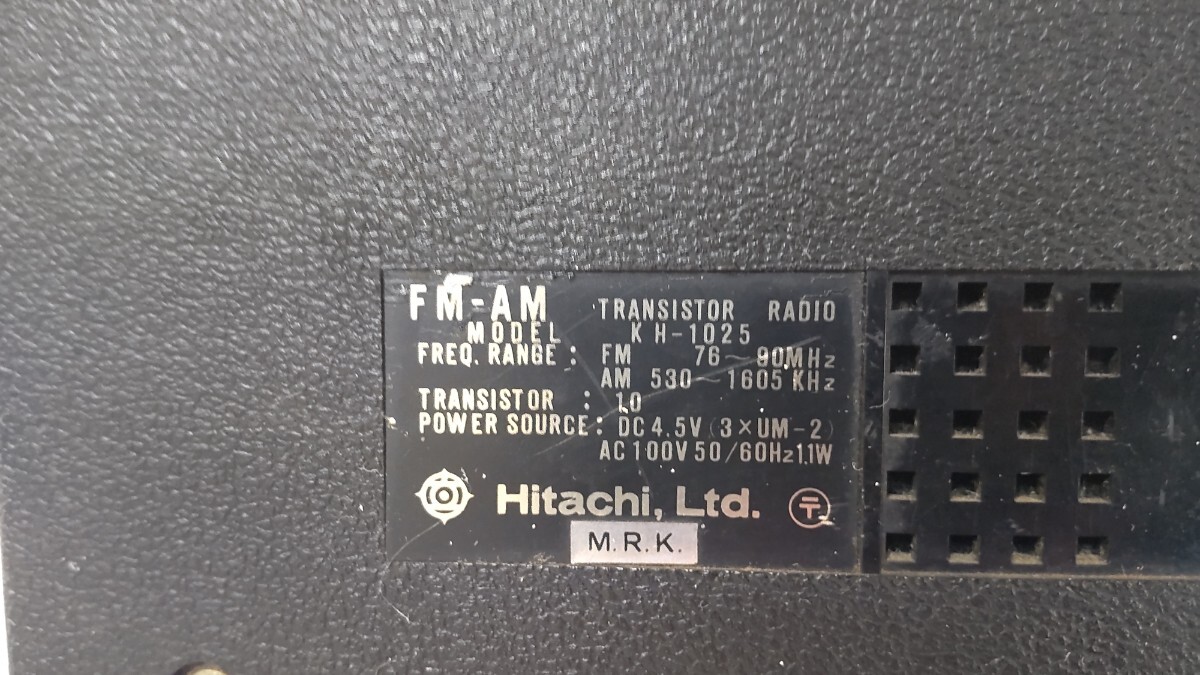 FM-AM TRANSISTOR RADIO
MODEL KH-1025
FREQ. RANGE : FM 76~90MHz
AM 530~1605 KHz
TRANSISTOR : 10
POWER SOURCE: DC 4.5V (3×UM-2)
AC 100V 50/60Hz 1.1W
Hitachi, Ltd. 〒
M.R.K.